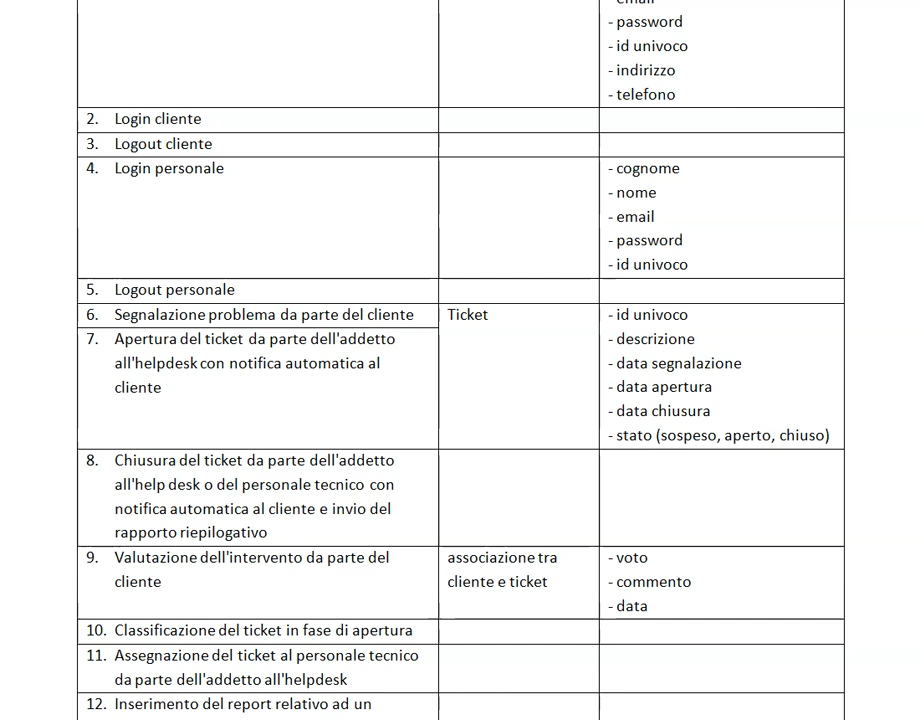 - email
- password
- id univoco
- indirizzo
- telefono
2. Login cliente
3. Logout cliente
4. Login personale
- cognome
- nome
- email
- password
- id univoco
5. Logout personale
6. Segnalazione problema da parte del cliente
Ticket
- id univoco
7. Apertura del ticket da parte dell'addetto
- descrizione
all'helpdesk con notifica automatica al
- data segnalazione
cliente
- data apertura
- data chiusura
- stato (sospeso, aperto, chiuso)
8. Chiusura del ticket da parte dell'addetto
all'help desk o del personale tecnico con
notifica automatica al cliente e invio del
rapporto riepilogativo
9. Valutazione dell'intervento da parte del
cliente
associazione tra
cliente e ticket
- voto
- commento
- data
10. Classificazione del ticket in fase di apertura
11. Assegnazione del ticket al personale tecnico
da parte dell'addetto all'helpdesk
12. Inserimento del report relativo ad un